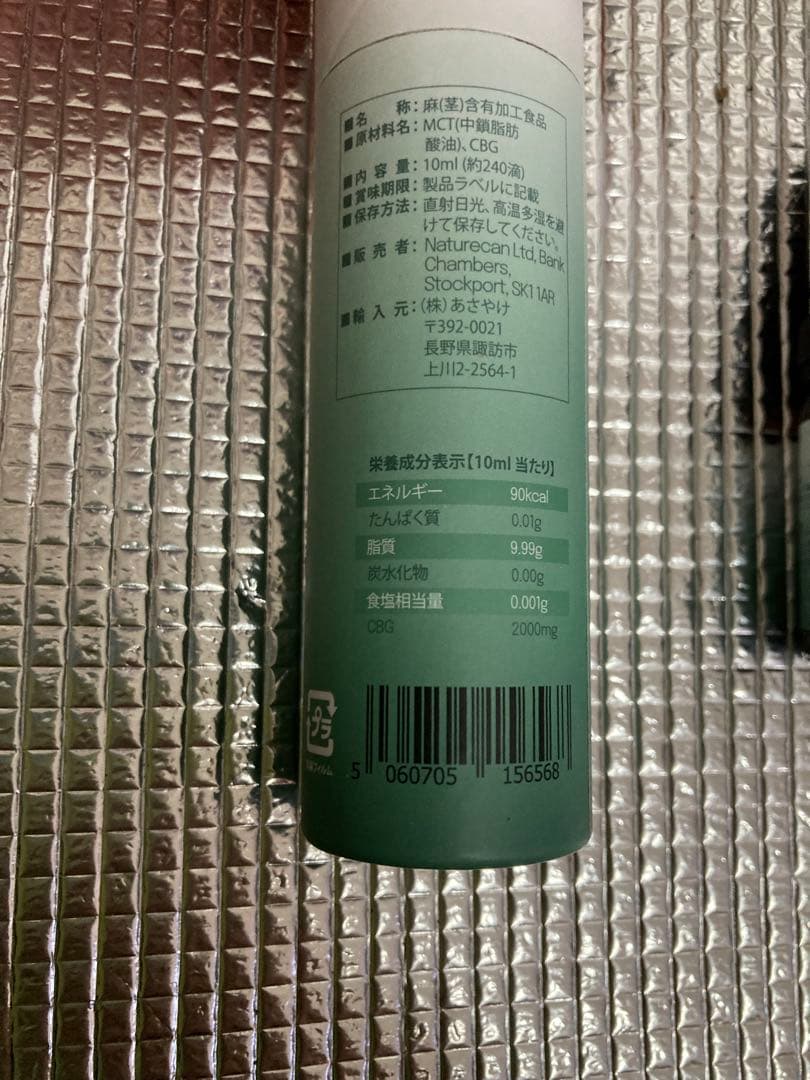 ■名　　称：麻(茎)含有加工食品
■原材料名：MCT(中鎖脂肪
酸油)、CBG
■内 容 量：10ml (約240滴)
■賞味期限：製品ラベルに記載
■保存方法：直射日光、高温多湿を避
けて保存してください。
■販 売 者：Naturecan Ltd, Bank
Chambers,
Stockport, SK1 1AR
■輸 入 元：(株) あさやけ
〒392-0021
長野県諏訪市
上川2-2564-1
栄養成分表示【10ml 当たり】
エネルギー 90kcal
たんぱく質 0.01g
脂質 9.99g
炭水化物 0.00g
食塩相当量 0.001g
CBG 2000mg
プラ
フィルム
5 060705 156568